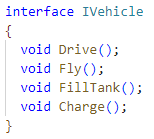 interface IVehicle
{
  void Drive();
  void Fly();
  void FillTank();
  void Charge();
}